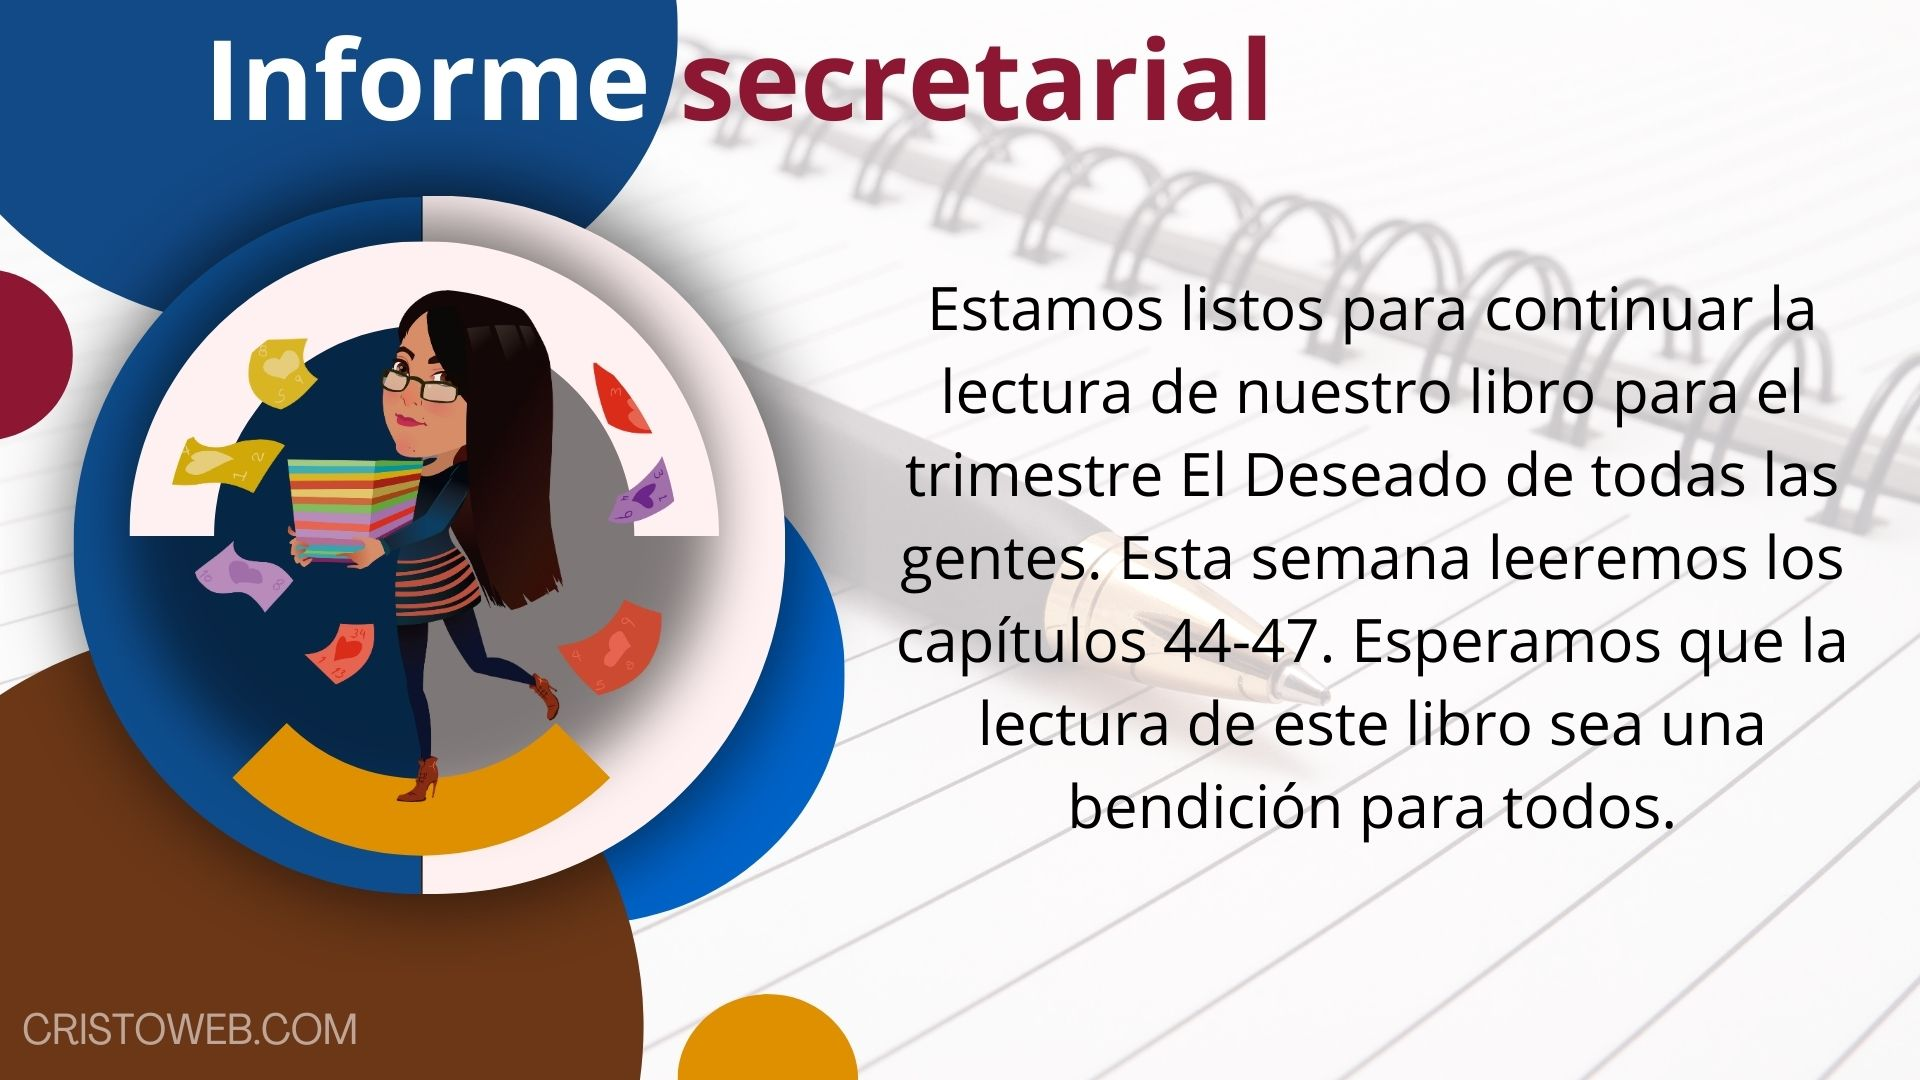 Informe secretarial
Estamos listos para continuar la
lectura de nuestro libro para el
trimestre El Deseado de todas las
gentes. Esta semana leeremos los
capítulos 44-47. Esperamos que la
lectura de este libro sea una
bendición para todos.
CRISTOWEB.COM